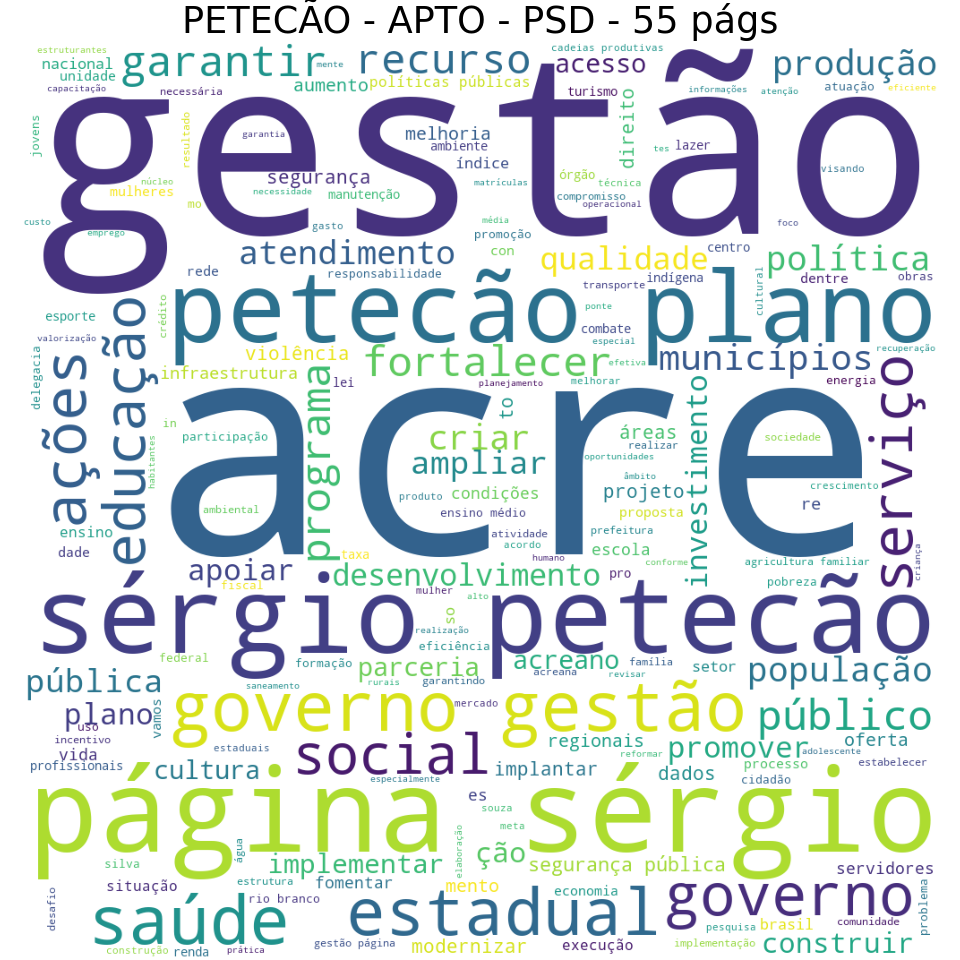 PETECÃO - APTO - PSD - 55 págs
estruturantes
cadeias produtivas
garantir
recurso
acesso
produção
nacional
mente
unidade
aumento
políticas públicas
turismo
informações
atenção
atuação
eficiente
capacitação
necessária
gestão
jovens
resultado
garantia
melhoria
ambiente
índice
direito
tes
lazer
visando
segurança
núcleo
mulheres
necessidade
manutenção
matrículas
órgão
técnica
compromisso
operacional
mo
custo
emprego
gasto
média
promoção
con
foco
atendimento
qualidade
centro
política
rede
responsabilidade
indígena
dentre
obras
transporte
cultural
petecão plano
esporte
crédito
ponte
combate
especial
valorização
educação
violência
fortalecer
efetiva
municípios
recuperação
delegacia
ações
infraestrutura
programa
lei
planejamento
melhorar
energia
serviço
acre
to
investimento
in
participação
criar
áreas
realizar
sociedade
habitantes
ampliar
oportunidades
âmbito
crescimento
produto
condições
projeto
re
ambiental
ensino médio
proposta
ensino
atividade
prefeitura
dade
taxa
acordo
escola
apoiar
humano
conforme
agricultura familiar
criança
fiscal
desenvolvimento
pro
pobreza
mulher
alto
sérgio petecão
so
realização
eficiência
federal
formação
parceria
acreano
família
setor
população
pública
saneamento
rurais
garantindo
acreana
revisar
plano
uso
vamos
governo gestão
mercado
público
incentivo
vida
estaduais
social
regionais
reformar
promover
adolescente
oferta
profissionais
cultura
especialmente
implantar
dados
processo
cidadão
estabelecer
página sérgio
es
souza
meta
água
elaboração
ção
silva
implementar
segurança pública
servidores
situação
estrutura
fomentar
mento
economia
governo
desafio
saúde
rio branco
estadual
pesquisa
brasil
comunidade
problema
construção
renda
prática
gestão página
modernizar
execução
implementação
construir